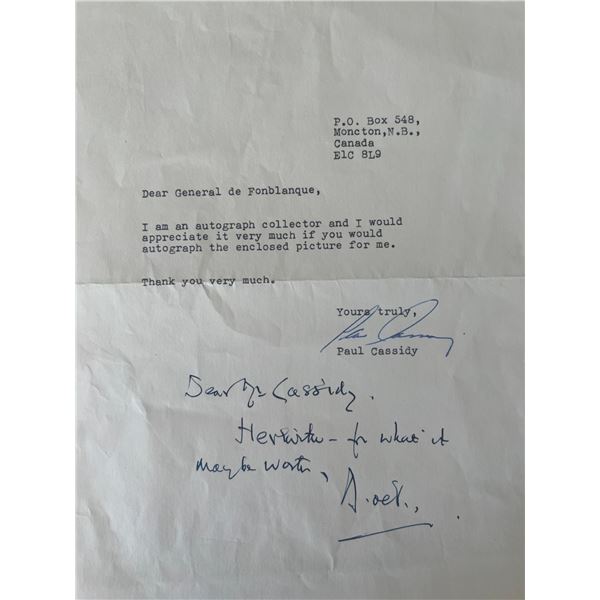 P.O. Box 548,
Moncton,N.B.,
Canada
E1C 8L9
Dear General de Fonblanque,
I am an autograph collector and I would
appreciate it very much if you would
autograph the enclosed picture for me.
Thank you very much.
Yours truly,
Paul Cassidy
Dear Mr Cassidy.
Herewith – for what it
maybe worth,